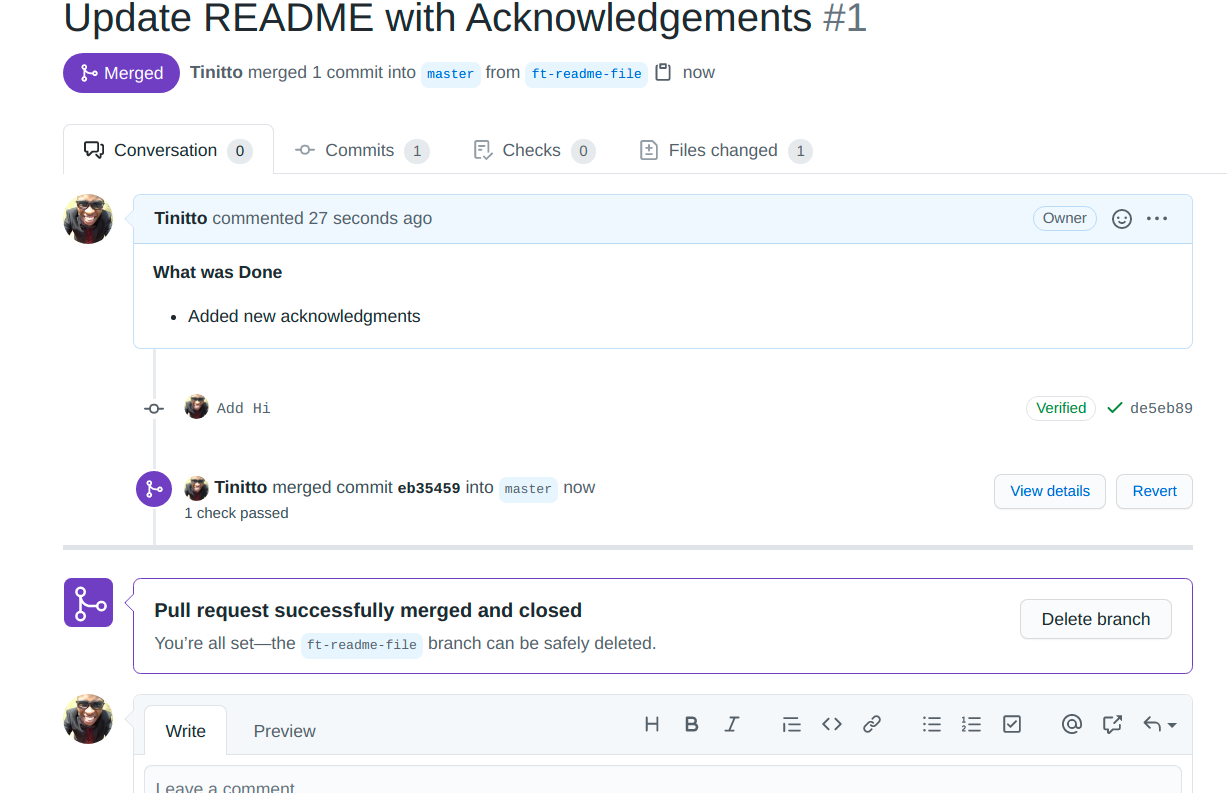 Update README with Acknowledgements #1
Merged Tinitto merged 1 commit into master from ft-readme-file now
Conversation 0 Commits 1 Checks 0 Files changed 1
Tinitto commented 27 seconds ago Owner
What was Done
• Added new acknowledgments
Add Hi Verified de5eb89
Tinitto merged commit eb35459 into master now View details Revert
1 check passed
Pull request successfully merged and closed
Delete branch
You're all set—the ft-readme-file branch can be safely deleted.
Write Preview
Leave a comment